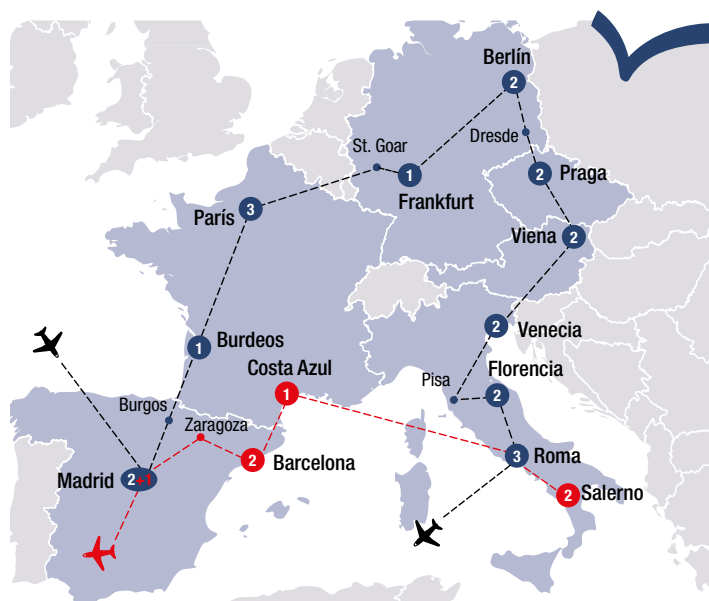 Berlín
2
Dresde
St. Goar
1
Frankfurt
2
Praga
París
3
Viena
2
2
Venecia
Burdeos
1
Costa Azul
1
Pisa
Florencia
2
Burgos
Zaragoza
2
Barcelona
3
Roma
Madrid
2+1
2
Salerno